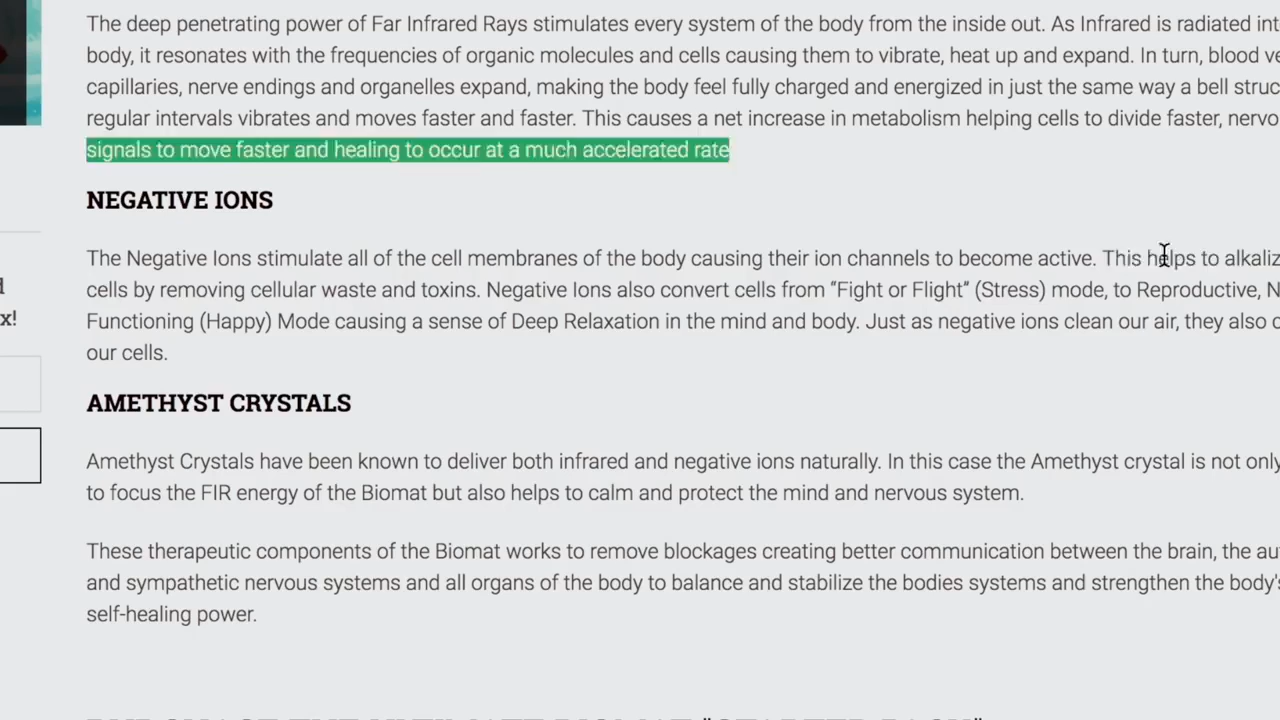 The deep penetrating power of Far Infrared Rays stimulates every system of the body from the inside out. As Infrared is radiated int
body, it resonates with the frequencies of organic molecules and cells causing them to vibrate, heat up and expand. In turn, blood ve
capillaries, nerve endings and organelles expand, making the body feel fully charged and energized in just the same way a bell struc
regular intervals vibrates and moves faster and faster. This causes a net increase in metabolism helping cells to divide faster, nervo
signals to move faster and healing to occur at a much accelerated rate
NEGATIVE IONS
The Negative Ions stimulate all of the cell membranes of the body causing their ion channels to become active. This helps to alkaliz
cells by removing cellular waste and toxins. Negative Ions also convert cells from “Fight or Flight” (Stress) mode, to Reproductive, N
Functioning (Happy) Mode causing a sense of Deep Relaxation in the mind and body. Just as negative ions clean our air, they also c
our cells.
d
x!
AMETHYST CRYSTALS
Amethyst Crystals have been known to deliver both infrared and negative ions naturally. In this case the Amethyst crystal is not only
to focus the FIR energy of the Biomat but also helps to calm and protect the mind and nervous system.
These therapeutic components of the Biomat works to remove blockages creating better communication between the brain, the au
and sympathetic nervous systems and all organs of the body to balance and stabilize the bodies systems and strengthen the body's
self-healing power.